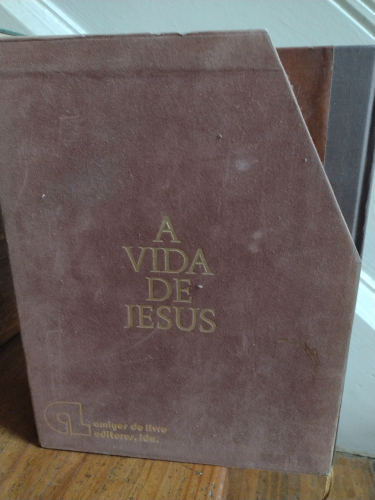 A
VIDA
DE
JESUS
amigos do livro
editores, lda.